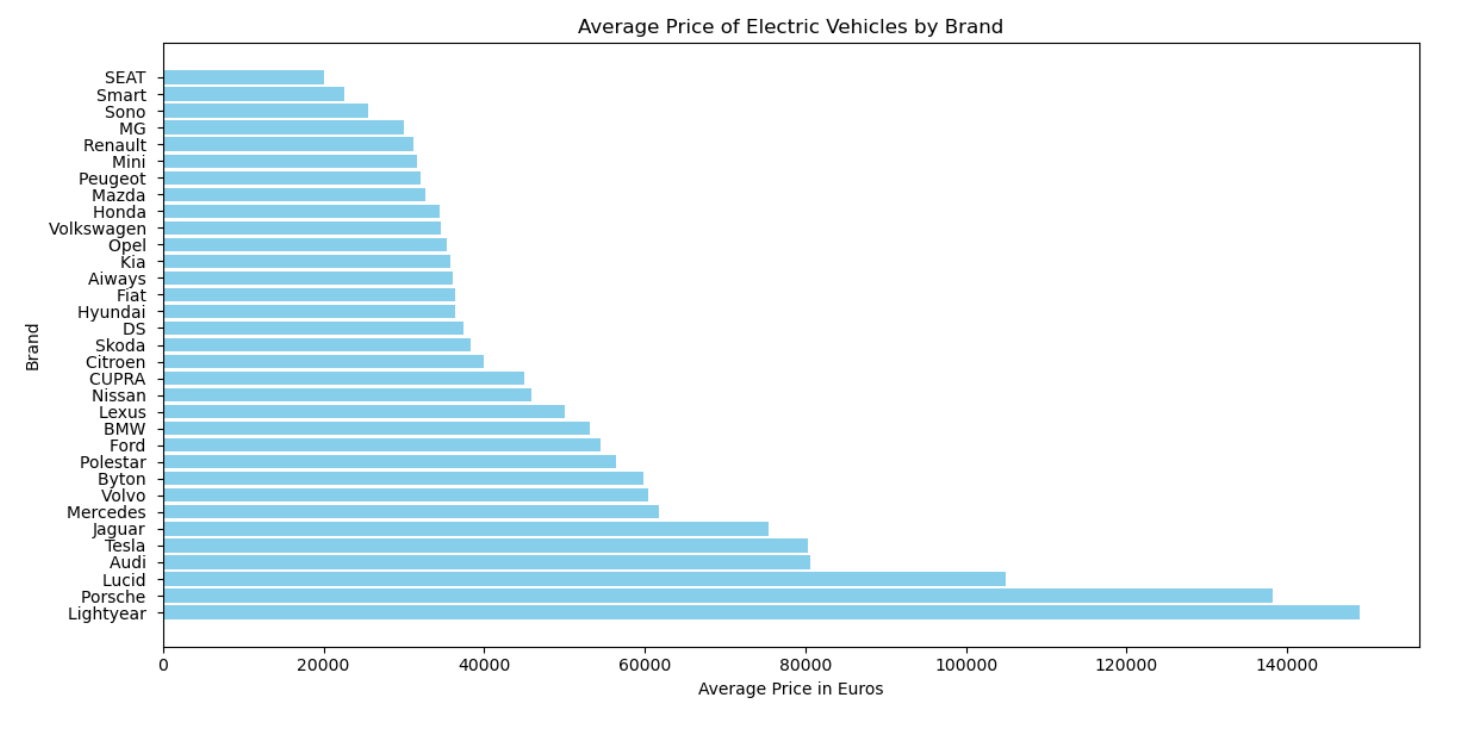 Average Price of Electric Vehicles by Brand
SEAT
Smart
Sono
MG
Renault
Mini
Peugeot
Mazda
Honda
Volkswagen
Opel
Kia
Aiways
Fiat
Hyundai
DS
Skoda
Citroen
CUPRA
Nissan
Lexus
BMW
Ford
Polestar
Byton
Volvo
Mercedes
Jaguar
Tesla
Audi
Lucid
Porsche
Lightyear
Brand
0 20000 40000 60000 80000 100000 120000 140000
Average Price in Euros